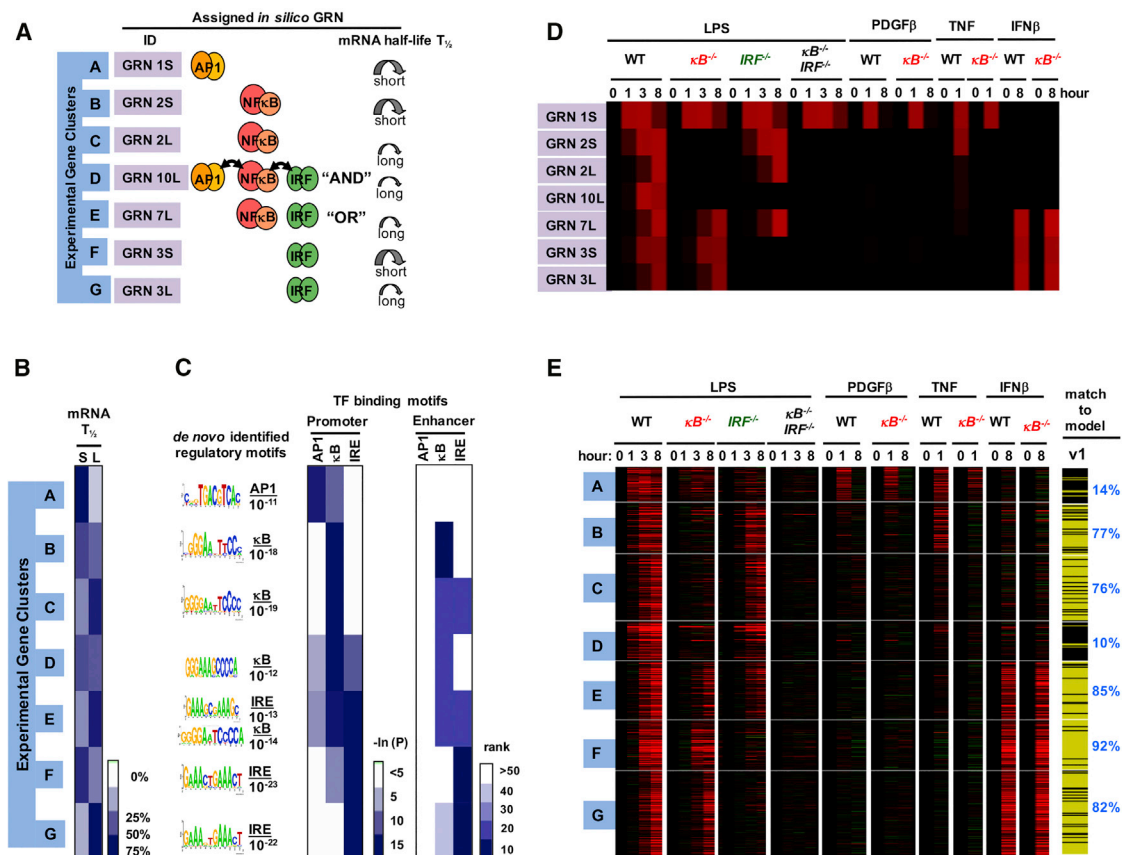 A
Assigned in silico GRN
ID
mRNA half-life T½
Experimental Gene Clusters
A GRN 1S AP1 short
B GRN 2S NFκB short
C GRN 2L NFκB long
D GRN 10L AP1 NFκB IRF “AND” long
E GRN 7L NFκB IRF “OR” long
F GRN 3S IRF short
G GRN 3L IRF long
B
mRNA
T½
S L
Experimental Gene Clusters
A
B
C
D
E
F
G
0%
25%
50%
75%
C
TF binding motifs
de novo identified
regulatory motifs
Promoter
AP1 κB IRE
Enhancer
AP1 κB IRE
AP1
10-11
κB
10-18
κB
10-19
κB
10-12
IRE
10-13
κB
10-14
IRE
10-23
IRE
10-22
-ln (P)
<5
5
10
15
rank
>50
40
30
20
10
D
LPS PDGFβ TNF IFNβ
WT κB-/- IRF-/- κB-/- IRF-/- WT κB-/- WT κB-/- WT κB-/-
0 1 3 8 0 1 3 8 0 1 3 8 0 1 3 8 0 1 8 0 1 8 0 1 0 1 0 8 0 8 hour
GRN 1S
GRN 2S
GRN 2L
GRN 10L
GRN 7L
GRN 3S
GRN 3L
E
LPS PDGFβ TNF IFNβ
match
to
model
WT κB-/- IRF-/- κB-/- IRF-/- WT κB-/- WT κB-/- WT κB-/-
v1
hour: 0 1 3 8 0 1 3 8 0 1 3 8 0 1 3 8 0 1 8 0 1 8 0 1 0 1 0 8 0 8
A 14%
B 77%
C 76%
D 10%
E 85%
F 92%
G 82%